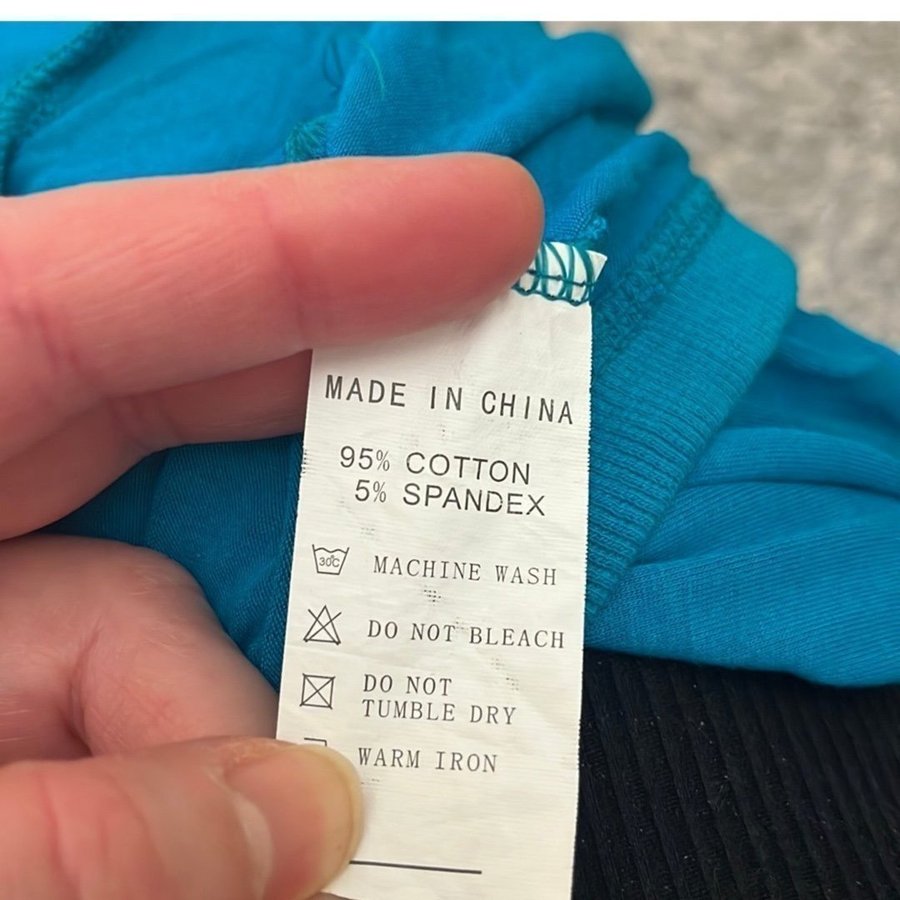 MADE IN CHINA
95% COTTON
5% SPANDEX
30°C MACHINE WASH
DO NOT BLEACH
DO NOT
TUMBLE DRY
WARM IRON